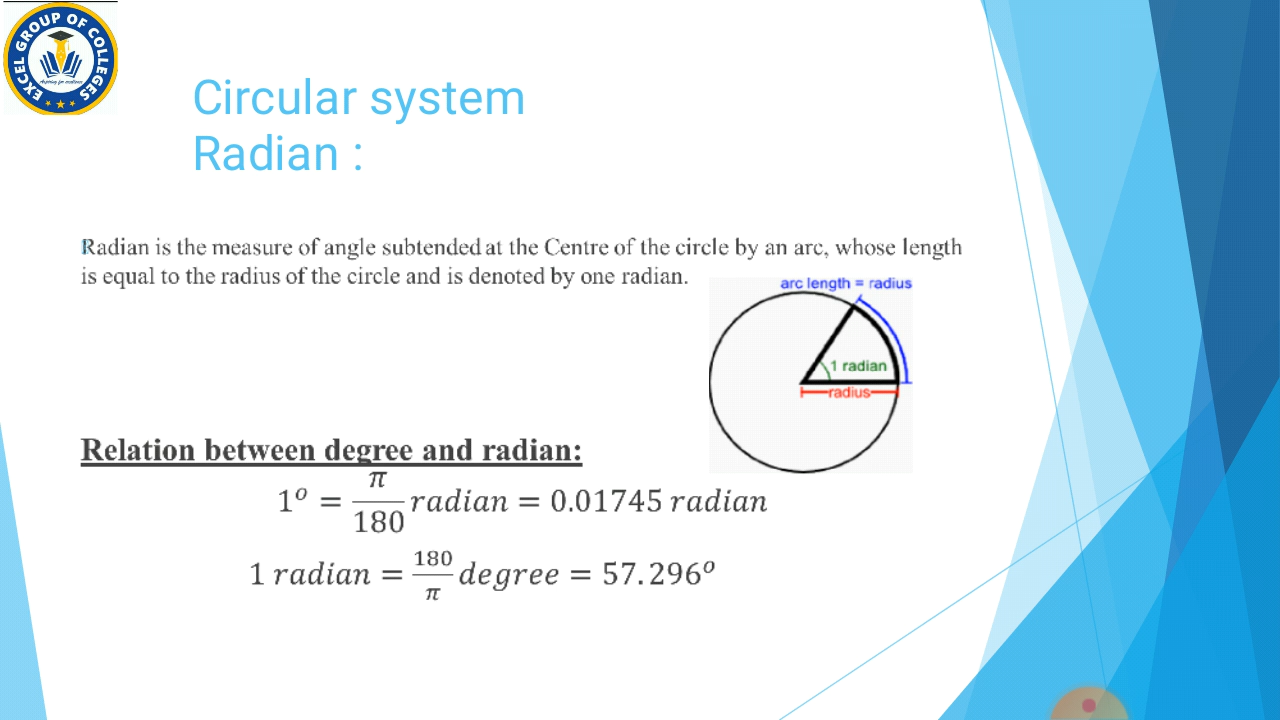 EXCEL GROUP OF COLLEGES
Circular system
Radian :
Radian is the measure of angle subtended at the Centre of the circle by an arc, whose length
is equal to the radius of the circle and is denoted by one radian.
arc length = radius
1 radian
radius
Relation between degree and radian:
1° = π/180 radian = 0.01745 radian
1 radian = 180/π degree = 57.296°